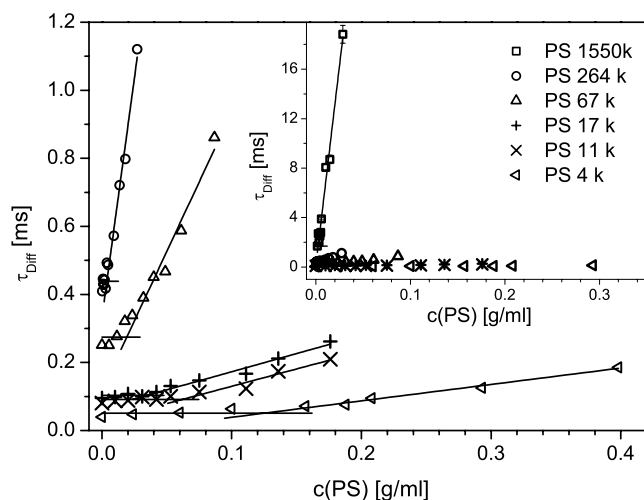 1.2
1.0
0.8
0.6
0.4
0.2
0.0
τDiff [ms]
0.0 0.1 0.2 0.3 0.4
c(PS) [g/ml]
16
12
8
4
0
τDiff [ms]
0.0 0.1 0.2 0.3
c(PS) [g/ml]
PS 1550k
PS 264 k
PS 67 k
PS 17 k
PS 11 k
PS 4 k